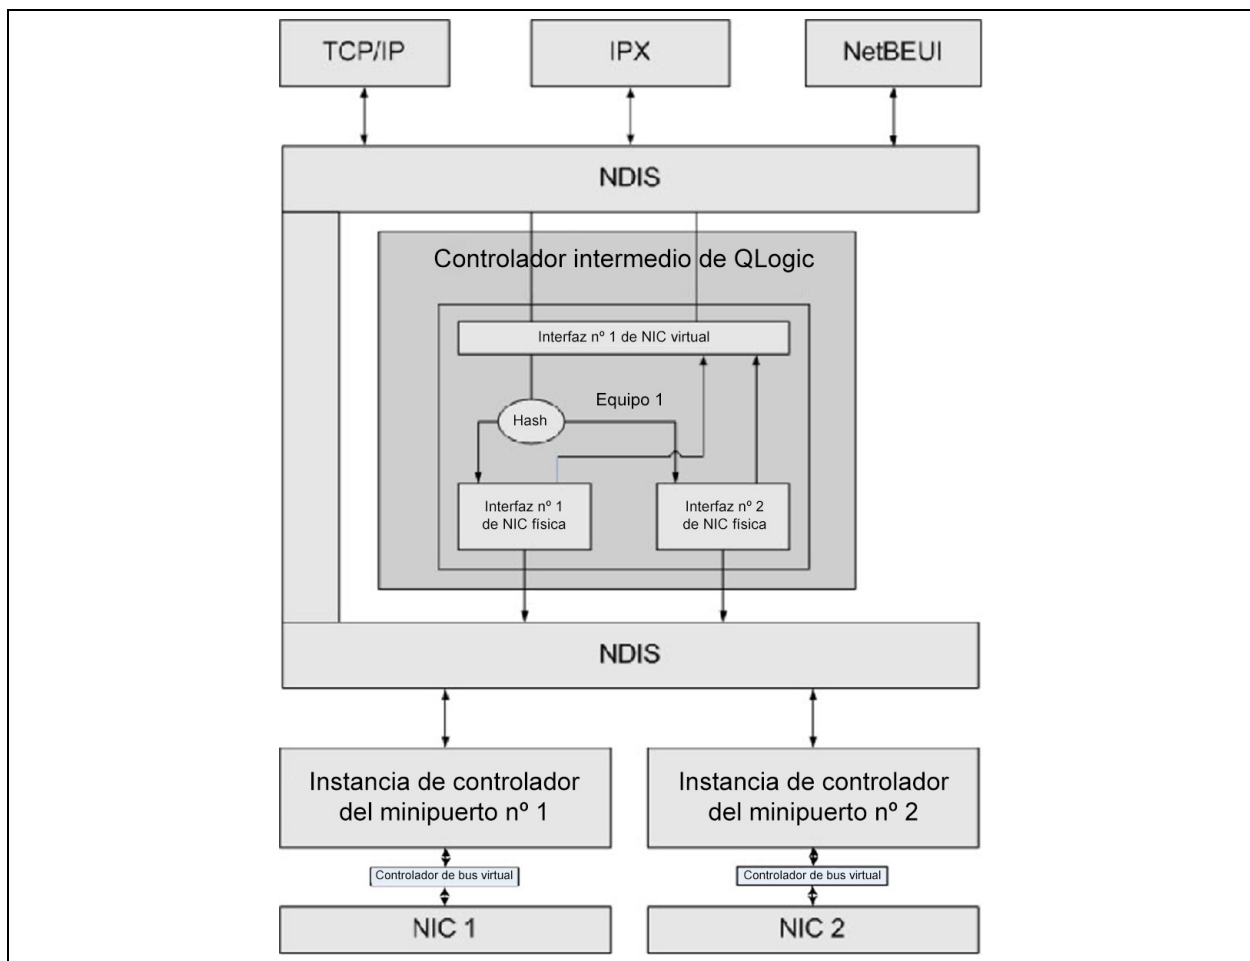 TCP/IP
IPX
NetBEUI
NDIS
Controlador intermedio de QLogic
Interfaz nº 1 de NIC virtual
Equipo 1
Hash
Interfaz nº 1
de NIC física
Interfaz nº 2
de NIC física
NDIS
Instancia de controlador
del minipuerto nº 1
Instancia de controlador
del minipuerto nº 2
Controlador de bus virtual
Controlador de bus virtual
NIC 1
NIC 2